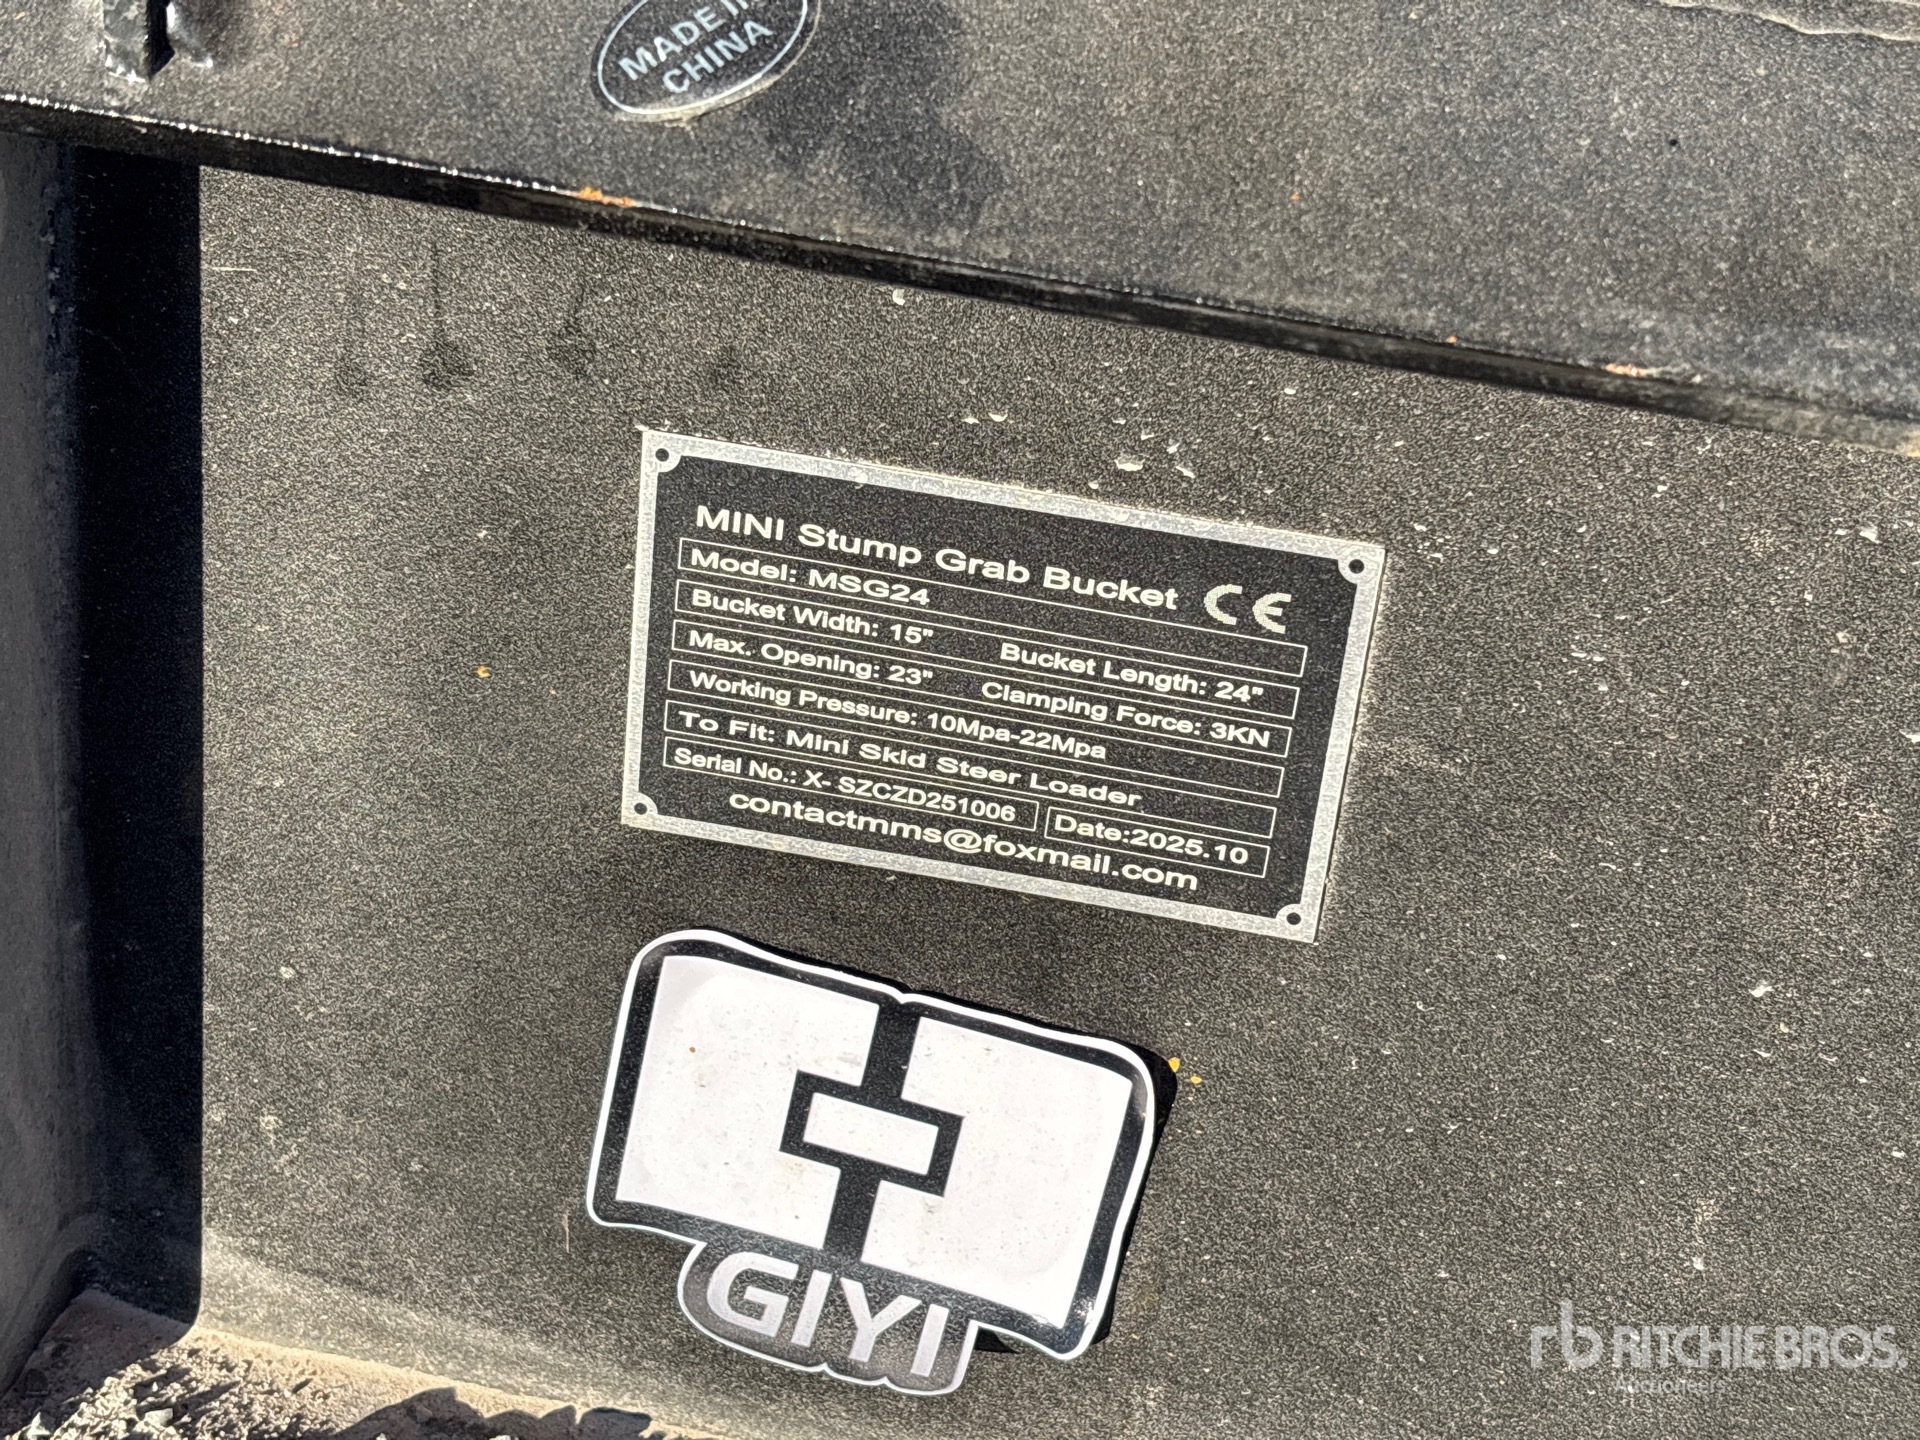 MADE IN
CHINA
MINI Stump Grab Bucket CE
Model: MSG24
Bucket Width: 15" Bucket Length: 24"
Max. Opening: 23" Clamping Force: 3KN
Working Pressure: 10Mpa-22Mpa
To Fit: Mini Skid Steer Loader
Serial No.: X- SZCZD251006 Date:2025.10
contactmms@foxmail.com
GIYI
rb RITCHIE BROS.
Auctioneers